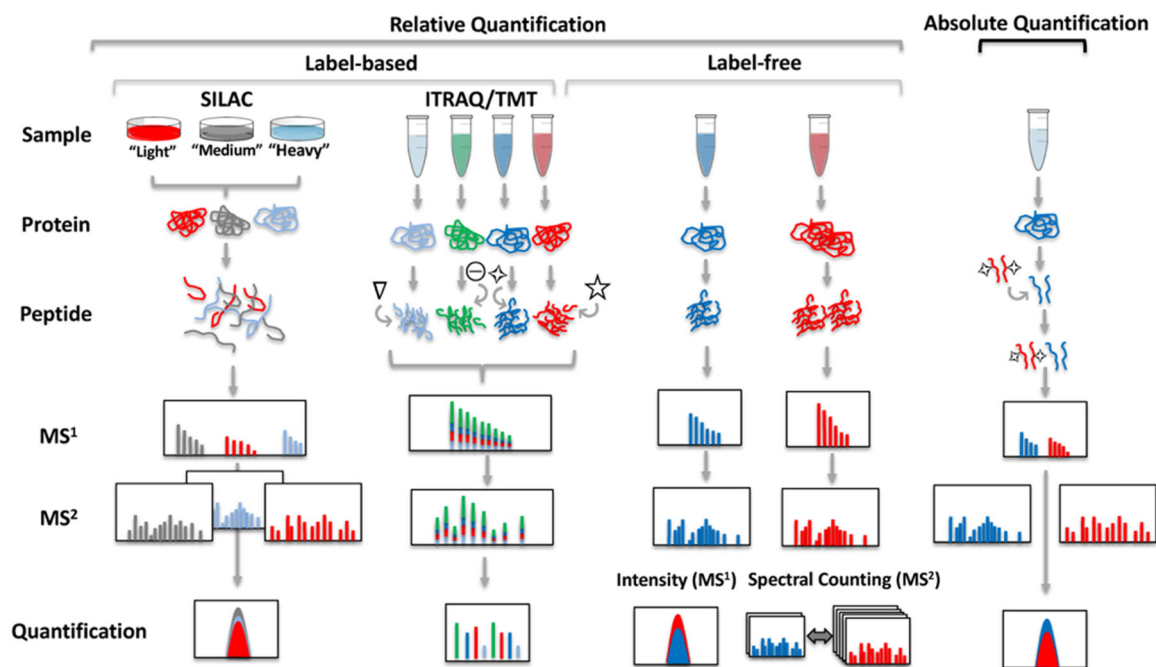 Relative Quantification
Absolute Quantification
Label-based
Label-free
SILAC
ITRAQ/TMT
Sample
“Light”
“Medium”
“Heavy”
Protein
Peptide
MS¹
MS²
Intensity (MS¹)
Spectral Counting (MS²)
Quantification